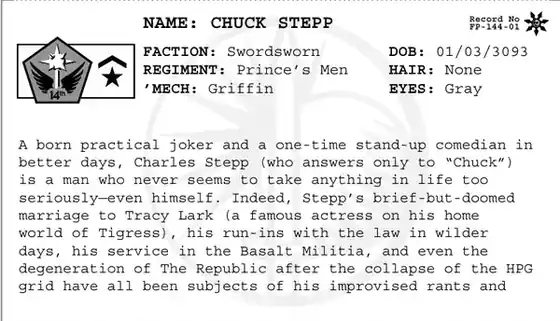 NAME: CHUCK STEPP
Record No
FP-144-01
FACTION: Swordsworn
DOB: 01/03/3093
REGIMENT: Prince’s Men
HAIR: None
’MECH: Griffin
EYES: Gray
14th
A born practical joker and a one-time stand-up comedian in
better days, Charles Stepp (who answers only to “Chuck”)
is a man who never seems to take anything in life too
seriously—even himself. Indeed, Stepp’s brief-but-doomed
marriage to Tracy Lark (a famous actress on his home
world of Tigress), his run-ins with the law in wilder
days, his service in the Basalt Militia, and even the
degeneration of The Republic after the collapse of the HPG
grid have all been subjects of his improvised rants and